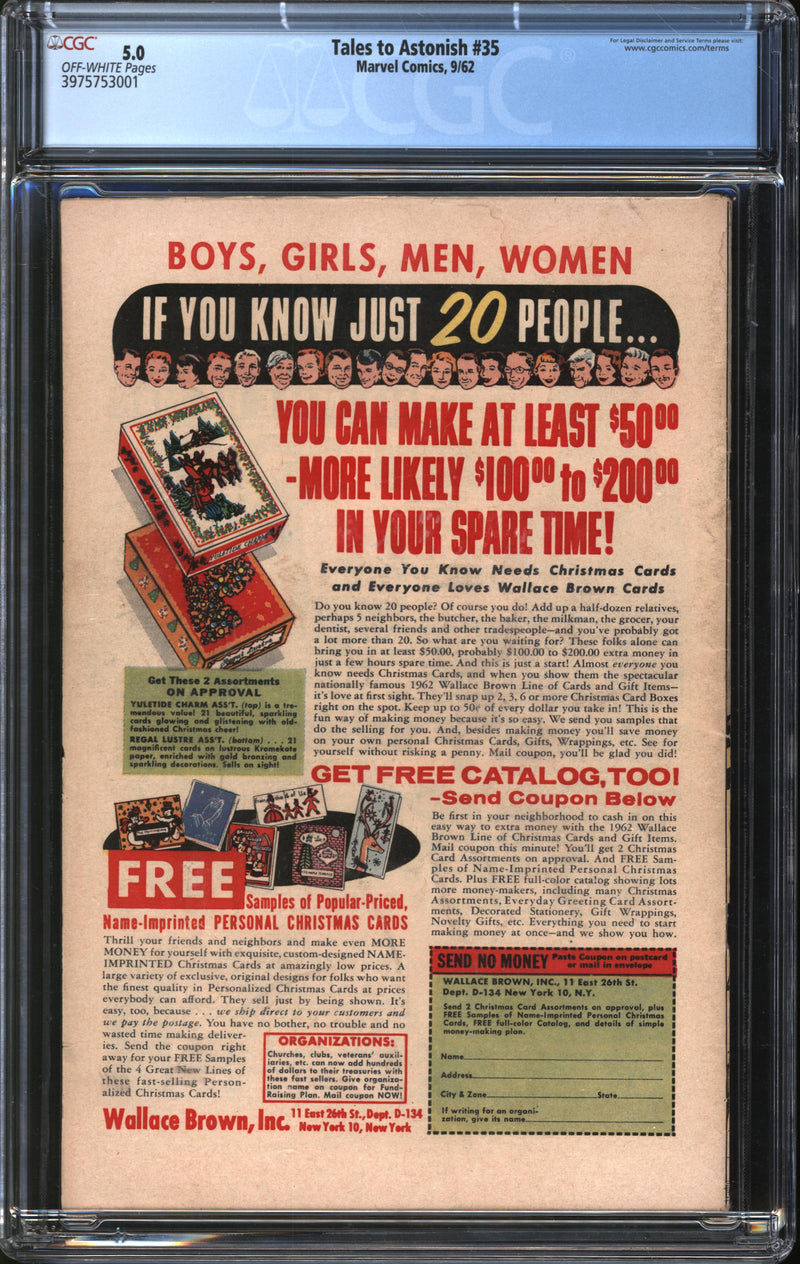 CGC
5.0
OFF-WHITE Pages
3975753001
Tales to Astonish #35
Marvel Comics, 9/62
For Legal Disclaimer and Service Terms please visit:
www.cgccomics.com/terms
CGC
BOYS, GIRLS, MEN, WOMEN
IF YOU KNOW JUST 20 PEOPLE...
YOU CAN MAKE AT LEAST $50⁰⁰
-MORE LIKELY $100⁰⁰ to $200⁰⁰
IN YOUR SPARE TIME!
YULETIDE CHARM
Everyone You Know Needs Christmas Cards
and Everyone Loves Wallace Brown Cards
Do you know 20 people? Of course you do! Add up a half-dozen relatives,
perhaps 5 neighbors, the butcher, the baker, the milkman, the grocer, your
dentist, several friends and other tradespeople—and you've probably got
a lot more than 20. So what are you waiting for? These folks alone can
bring you in at least $50.00, probably $100.00 to $200.00 extra money in
just a few hours spare time. And this is just a start! Almost everyone you
know needs Christmas Cards, and when you show them the spectacular
nationally famous 1962 Wallace Brown Line of Cards and Gift Items—
it's love at first sight. They'll snap up 2, 3, 6 or more Christmas Card Boxes
right on the spot. Keep up to 50¢ of every dollar you take in! This is the
fun way of making money because it's so easy. We send you samples that
do the selling for you. And, besides making money you'll save money
on your own personal Christmas Cards, Gifts, Wrappings, etc. See for
yourself without risking a penny. Mail coupon, you'll be glad you did!
Get These 2 Assortments
ON APPROVAL
YULETIDE CHARM ASS'T. (top) is a tre-
mendous value! 21 beautiful, sparkling
cards glowing and glistening with old-
fashioned Christmas cheer!
REGAL LUSTRE ASS'T. (bottom) . . . 21
magnificent cards on lustrous Kromekote
paper, enriched with gold bronzing and
sparkling decorations. Sells on sight!
GET FREE CATALOG, TOO!
-Send Coupon Below
Be first in your neighborhood to cash in on this
easy way to extra money with the 1962 Wallace
Brown Line of Christmas Cards and Gift Items.
Mail coupon this minute! You'll get 2 Christmas
Card Assortments on approval. And FREE Sam-
ples of Name-Imprinted Personal Christmas
Cards. Plus FREE full-color catalog showing lots
more money-makers, including many Christmas
Assortments, Everyday Greeting Card Assort-
ments, Decorated Stationery, Gift Wrappings,
Novelty Gifts, etc. Everything you need to start
making money at once—and we show you how.
FREE
Samples of Popular-Priced,
Name-Imprinted PERSONAL CHRISTMAS CARDS
Thrill your friends and neighbors and make even MORE
MONEY for yourself with exquisite, custom-designed NAME-
IMPRINTED Christmas Cards at amazingly low prices. A
large variety of exclusive, original designs for folks who want
the finest quality in Personalized Christmas Cards at prices
everybody can afford. They sell just by being shown. It's
easy, too, because . . . we ship direct to your customers and
we pay the postage. You have no bother, no trouble and no
wasted time making deliver-
ies. Send the coupon right
away for your FREE Samples
of the 4 Great New Lines of
these fast-selling Person-
alized Christmas Cards!
ORGANIZATIONS:
Churches, clubs, veterans' auxil-
iaries, etc. can now add hundreds
of dollars to their treasuries with
these fast sellers. Give organiza-
tion name on coupon for Fund-
Raising Plan. Mail coupon NOW!
Wallace Brown, Inc.
11 East 26th St., Dept. D-134
New York 10, New York
SEND NO MONEY
Paste Coupon on postcard
or mail in envelope
WALLACE BROWN, INC., 11 East 26th St.
Dept. D-134 New York 10, N.Y.
Send 2 Christmas Card Assortments on approval, plus
FREE Samples of Name-Imprinted Personal Christmas
Cards, FREE full-color Catalog, and details of simple
money-making plan.
Name
Address
City & Zone State
If writing for an organi-
zation, give its name